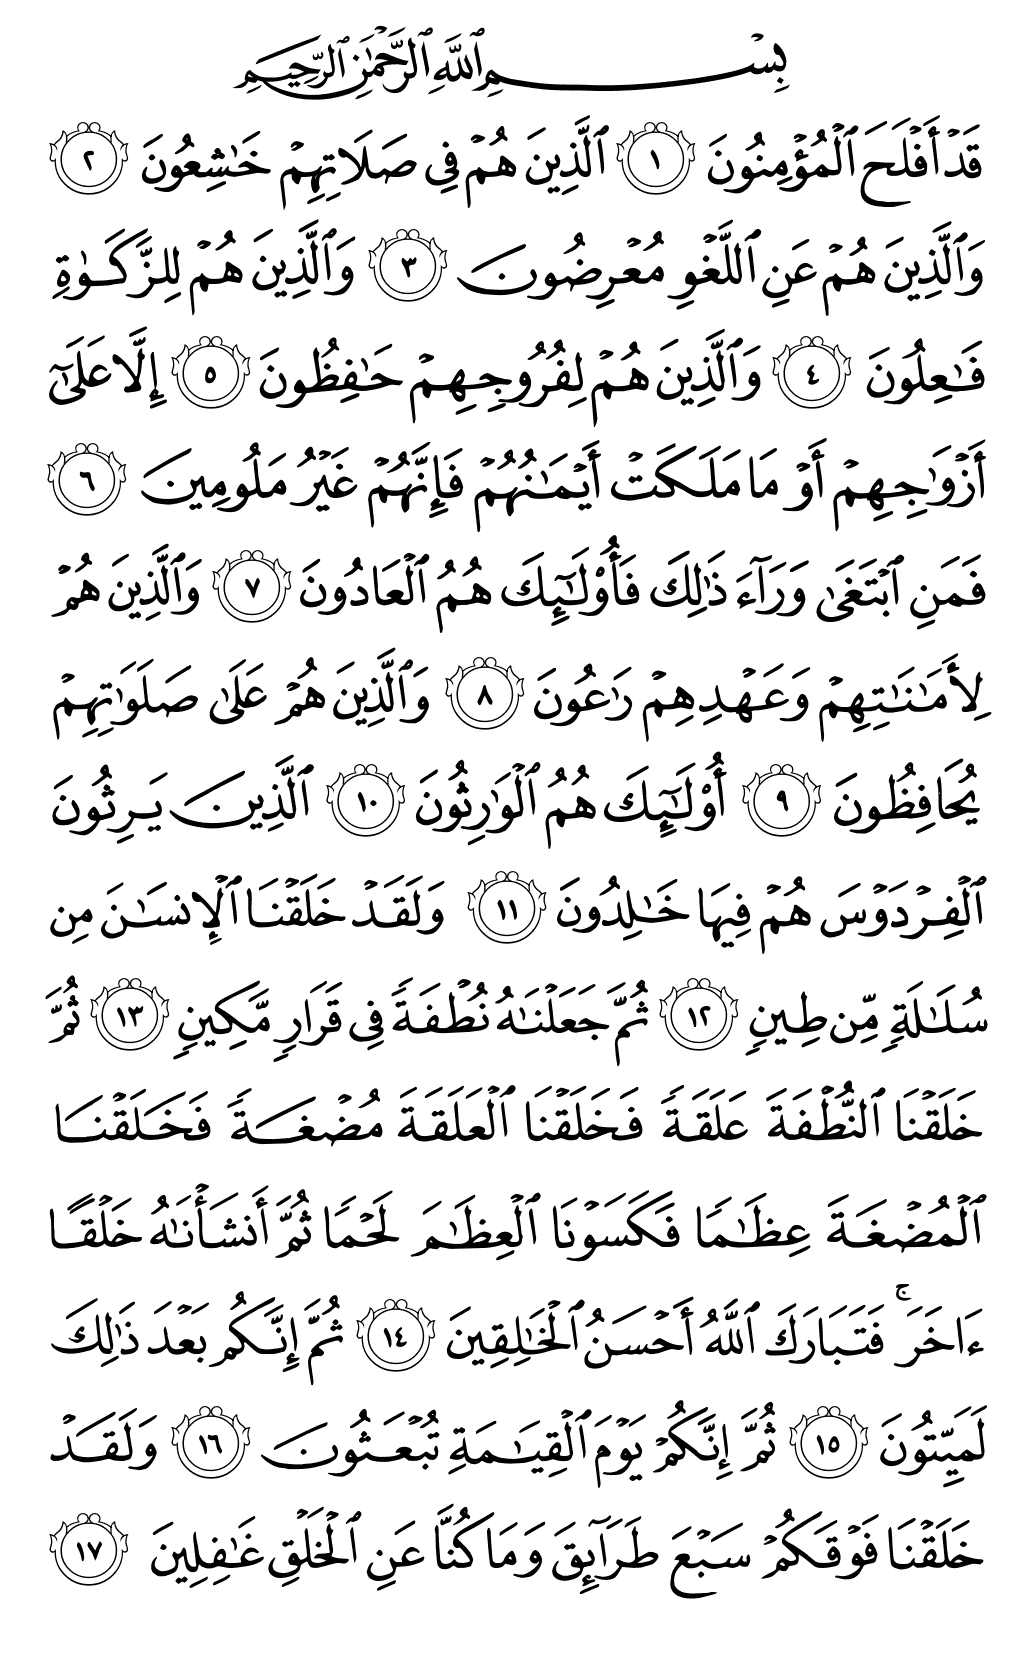 بِسْمِ ٱللَّهِ ٱلرَّحْمَٰنِ ٱلرَّحِيمِ
قَدْ أَفْلَحَ ٱلْمُؤْمِنُونَ ١ ٱلَّذِينَ هُمْ فِى صَلَاتِهِمْ خَٰشِعُونَ ٢
وَٱلَّذِينَ هُمْ عَنِ ٱللَّغْوِ مُعْرِضُونَ ٣ وَٱلَّذِينَ هُمْ لِلزَّكَوٰةِ
فَٰعِلُونَ ٤ وَٱلَّذِينَ هُمْ لِفُرُوجِهِمْ حَٰفِظُونَ ٥ إِلَّا عَلَىٰٓ
أَزْوَٰجِهِمْ أَوْ مَا مَلَكَتْ أَيْمَٰنُهُمْ فَإِنَّهُمْ غَيْرُ مَلُومِينَ ٦
فَمَنِ ٱبْتَغَىٰ وَرَآءَ ذَٰلِكَ فَأُو۟لَٰٓئِكَ هُمُ ٱلْعَادُونَ ٧ وَٱلَّذِينَ هُمْ
لِأَمَٰنَٰتِهِمْ وَعَهْدِهِمْ رَٰعُونَ ٨ وَٱلَّذِينَ هُمْ عَلَىٰ صَلَوَٰتِهِمْ
يُحَافِظُونَ ٩ أُو۟لَٰٓئِكَ هُمُ ٱلْوَٰرِثُونَ ١٠ ٱلَّذِينَ يَرِثُونَ
ٱلْفِرْدَوْسَ هُمْ فِيهَا خَٰلِدُونَ ١١ وَلَقَدْ خَلَقْنَا ٱلْإِنسَٰنَ مِن
سُلَٰلَةٍ مِّن طِينٍ ١٢ ثُمَّ جَعَلْنَٰهُ نُطْفَةً فِى قَرَارٍ مَّكِينٍ ١٣ ثُمَّ
خَلَقْنَا ٱلنُّطْفَةَ عَلَقَةً فَخَلَقْنَا ٱلْعَلَقَةَ مُضْغَةً فَخَلَقْنَا
ٱلْمُضْغَةَ عِظَٰمًا فَكَسَوْنَا ٱلْعِظَٰمَ لَحْمًا ثُمَّ أَنشَأْنَٰهُ خَلْقًا
ءَاخَرَ ۚ فَتَبَارَكَ ٱللَّهُ أَحْسَنُ ٱلْخَٰلِقِينَ ١٤ ثُمَّ إِنَّكُم بَعْدَ ذَٰلِكَ
لَمَيِّتُونَ ١٥ ثُمَّ إِنَّكُمْ يَوْمَ ٱلْقِيَٰمَةِ تُبْعَثُونَ ١٦ وَلَقَدْ
خَلَقْنَا فَوْقَكُمْ سَبْعَ طَرَآئِقَ وَمَا كُنَّا عَنِ ٱلْخَلْقِ غَٰفِلِينَ ١٧